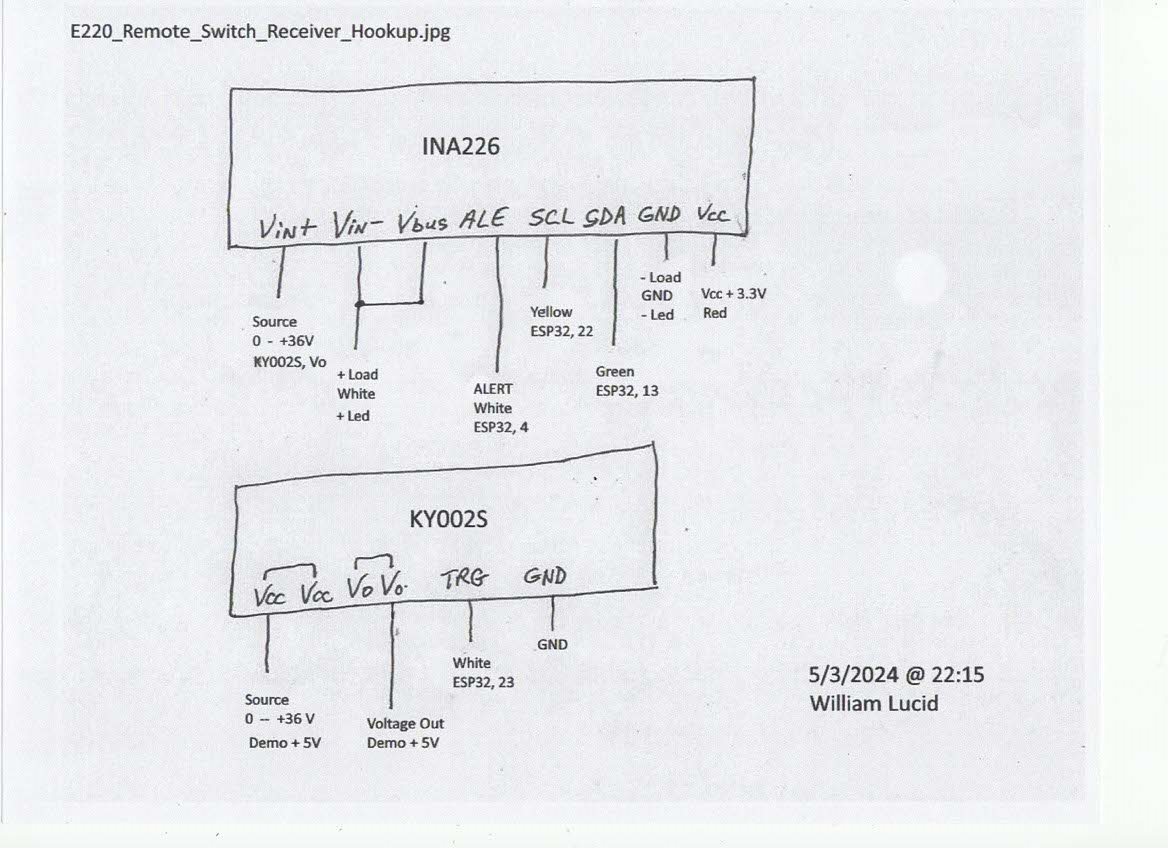 E220_Remote_Switch_Receiver_Hookup.jpg
INA226
Vin+ Vin- Vbus ALE SCL SDA GND Vcc
Source
0 - +36V
KY002S, Vo
+ Load
White
+ Led
ALERT
White
ESP32, 4
Yellow
ESP32, 22
Green
ESP32, 13
- Load
GND
- Led
Vcc + 3.3V
Red
KY002S
Vcc Vcc Vo Vo. TRG GND
Source
0 -- +36 V
Demo + 5V
Voltage Out
Demo + 5V
White
ESP32, 23
GND
5/3/2024 @ 22:15
William Lucid